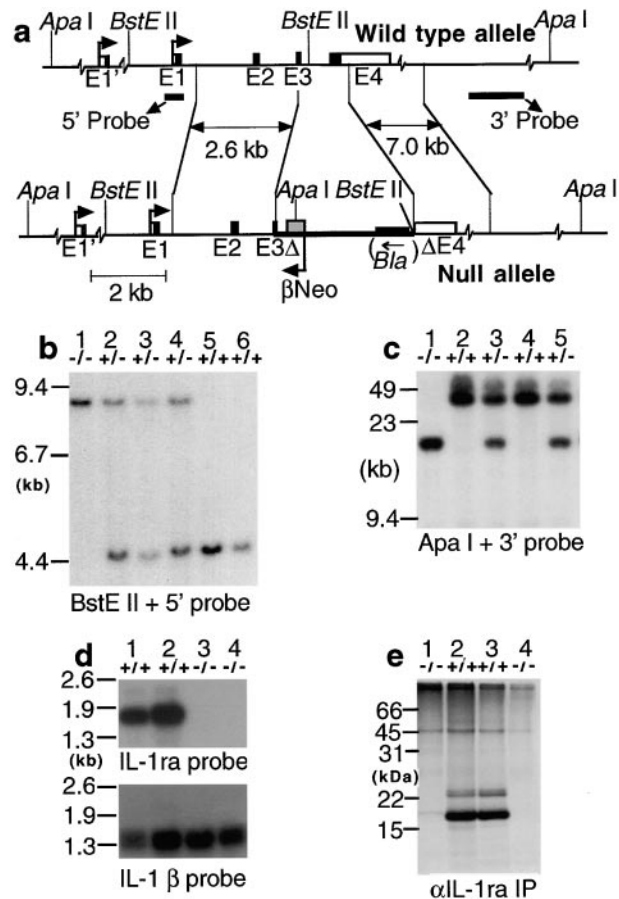 a
Apa I BstE II BstE II Apa I
Wild type allele
E1' E1 E2 E3 E4
5' Probe 3' Probe
2.6 kb 7.0 kb
Apa I BstE II Apa I BstE II Apa I
E1' E1 E2 E3Δ (←Bla) ΔE4
Null allele
βNeo
2 kb
b
1 2 3 4 5 6
-/- +/- +/- +/- +/+ +/+
9.4
6.7
(kb)
4.4
BstE II + 5' probe
c
1 2 3 4 5
-/- +/+ +/- +/+ +/-
49
23
(kb)
9.4
Apa I + 3' probe
d
1 2 3 4
+/+ +/+ -/- -/-
2.6
1.9
1.3
(kb)
IL-1ra probe
2.6
1.9
1.3
IL-1 β probe
e
1 2 3 4
-/- +/+ +/+ -/-
66
45
31
(kDa)
22
15
αIL-1ra IP